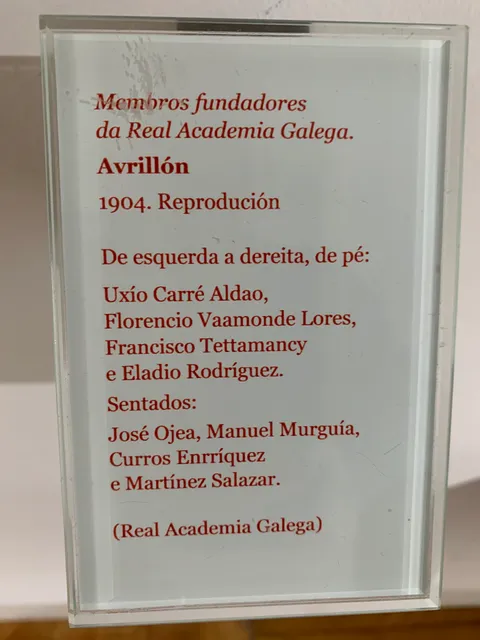 Membros fundadores
da Real Academia Galega.
Avrillón
1904. Reprodución
De esquerda a dereita, de pé:
Uxío Carré Aldao,
Florencio Vaamonde Lores,
Francisco Tettamancy
e Eladio Rodríguez.
Sentados:
José Ojea, Manuel Murguía,
Curros Enrríquez
e Martínez Salazar.
(Real Academia Galega)